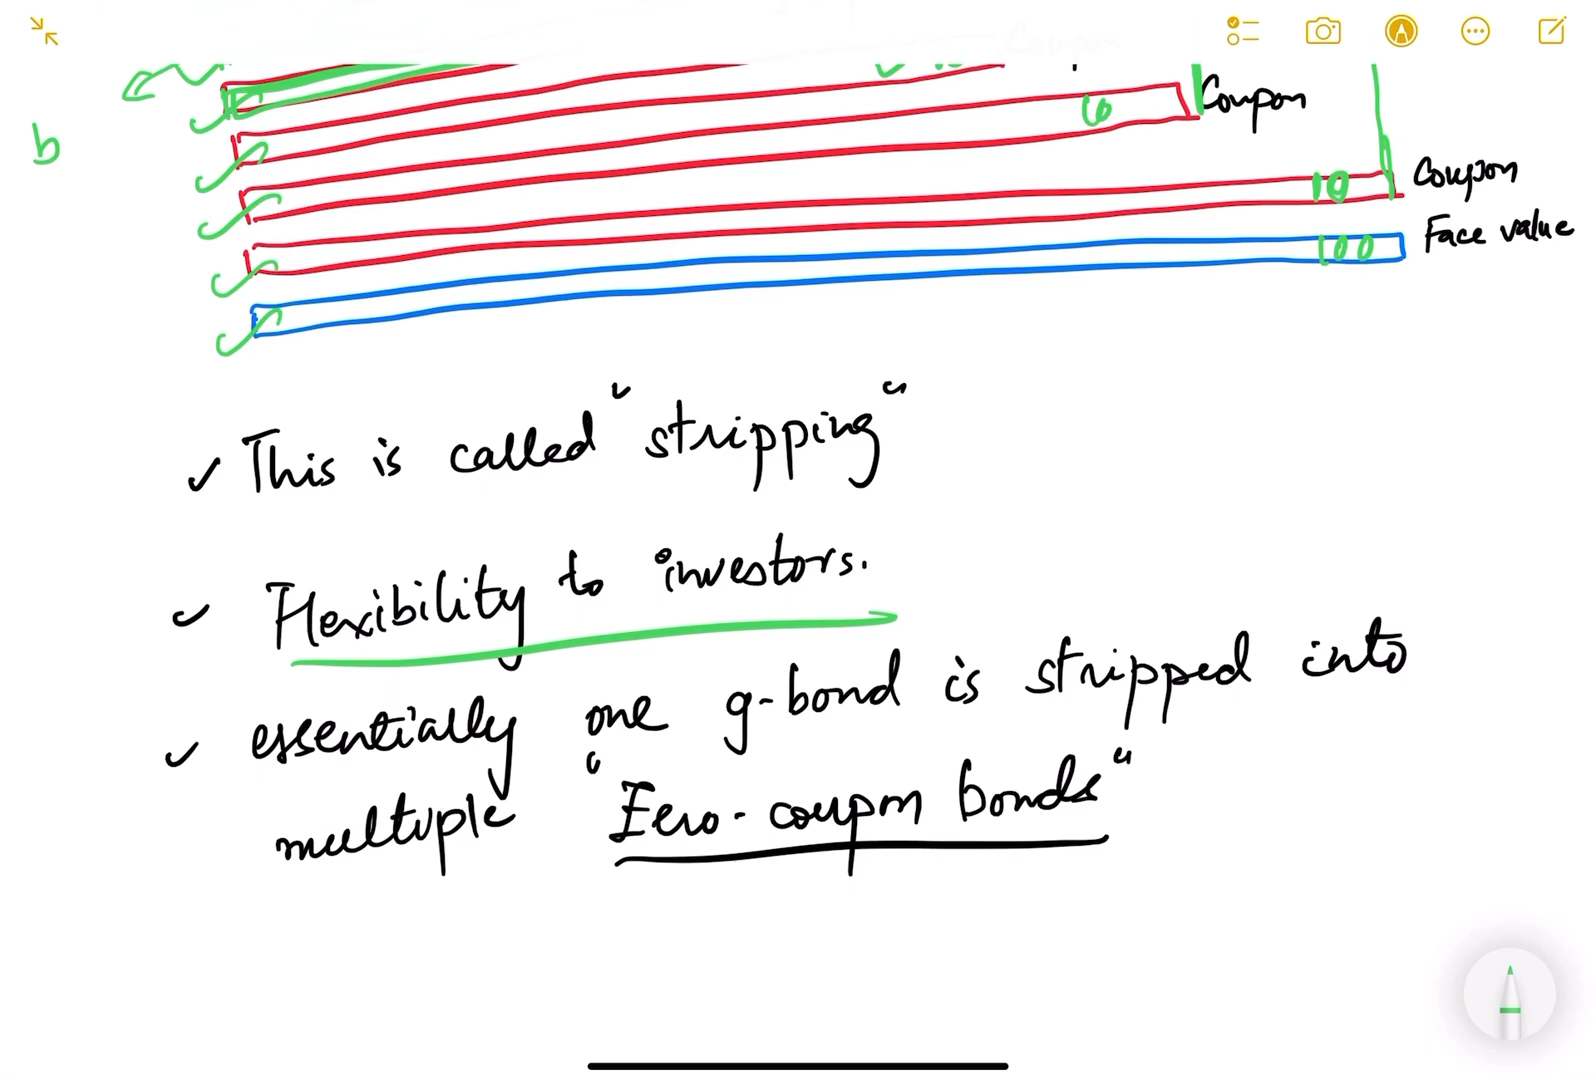 Coupon
10
b
10
Coupon
100
Face value
This is called "stripping"
Flexibility to investors.
essentially one g-bond is stripped into
multiple "Zero-coupon bonds"